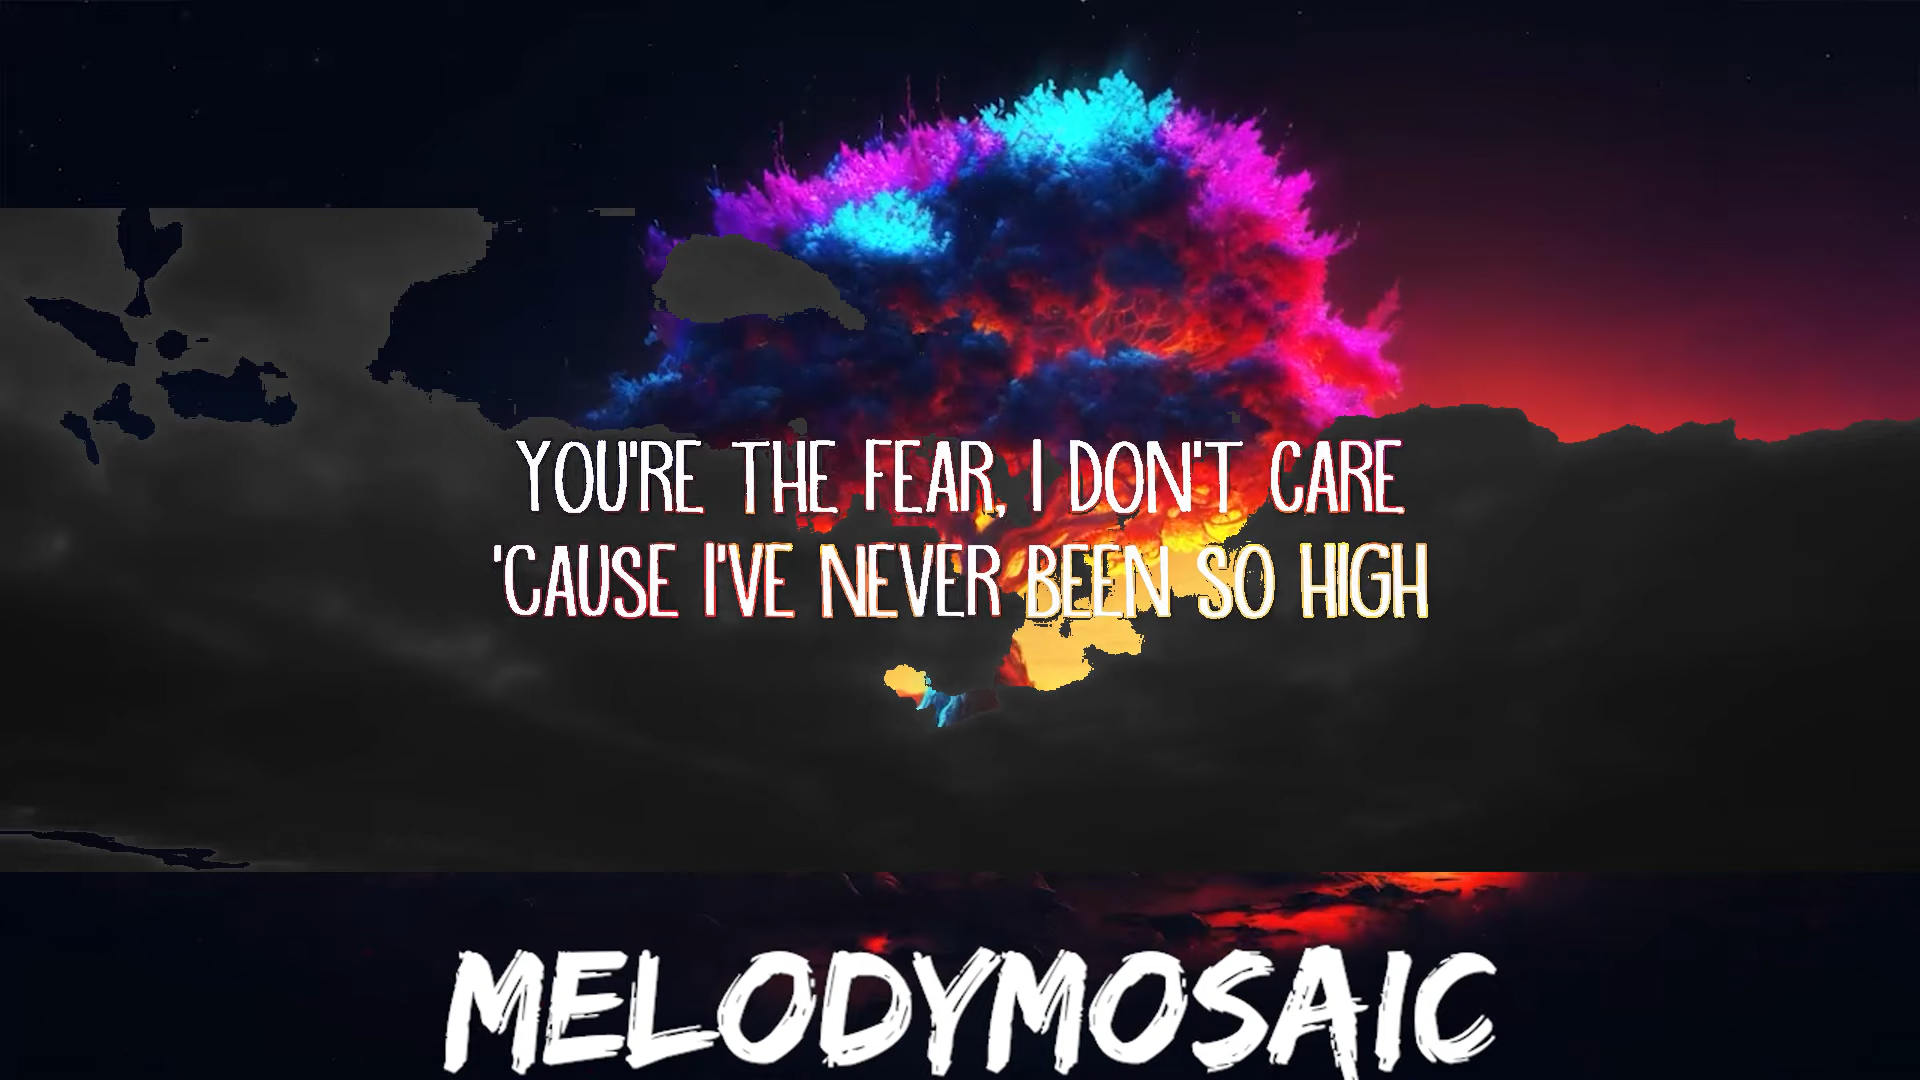 YOU'RE THE FEAR, I DON'T CARE
'CAUSE I'VE NEVER BEEN SO HIGH
MELODYMOSAIC